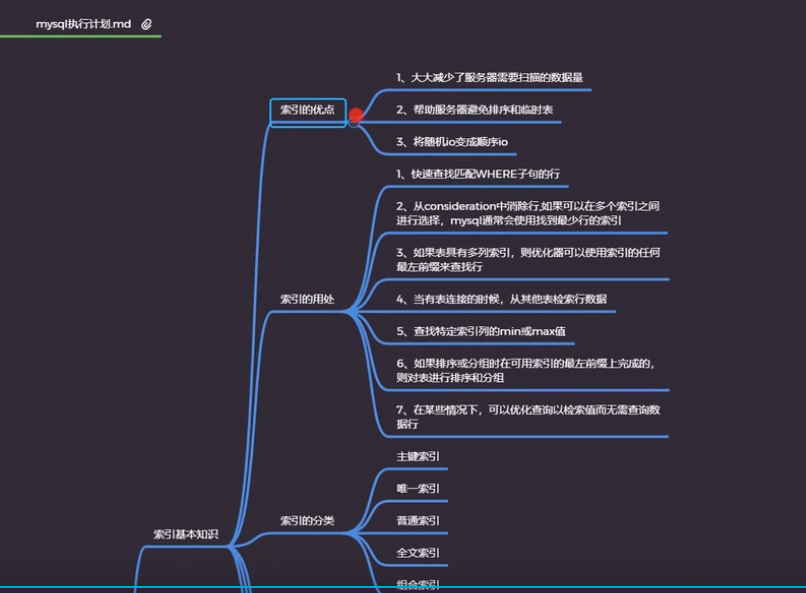 mysql执行计划.md
索引的优点
1、大大减少了服务器需要扫描的数据量
2、帮助服务器避免排序和临时表
3、将随机io变成顺序io
索引的用处
1、快速查找匹配WHERE子句的行
2、从consideration中消除行,如果可以在多个索引之间
进行选择，mysql通常会使用找到最少行的索引
3、如果表具有多列索引，则优化器可以使用索引的任何
最左前缀来查找行
4、当有表连接的时候，从其他表检索行数据
5、查找特定索引列的min或max值
6、如果排序或分组时在可用索引的最左前缀上完成的，
则对表进行排序和分组
7、在某些情况下，可以优化查询以检索值而无需查询数
据行
索引基本知识
索引的分类
主键索引
唯一索引
普通索引
全文索引
组合索引